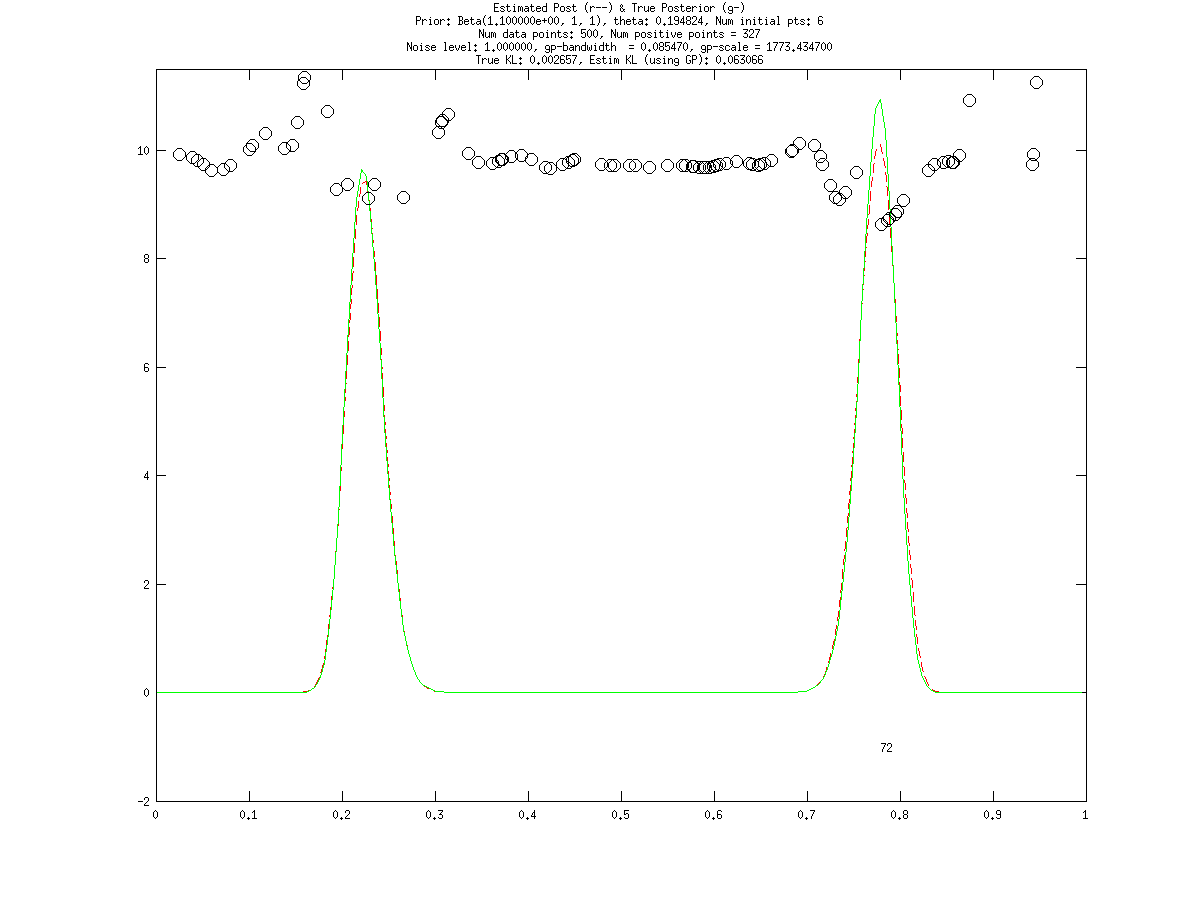 Estimated Post (r--) & True Posterior (g-)
Prior: Beta(1.100000e+00, 1, 1), theta: 0.194824, Num initial pts: 6
Num data points: 500, Num positive points = 327
Noise level: 1.000000, gp-bandwidth  = 0.085470, gp-scale = 1773.434700
True KL: 0.002657, Estim KL (using GP): 0.063066
10
8
6
4
2
0
72
-2
0 0.1 0.2 0.3 0.4 0.5 0.6 0.7 0.8 0.9 1